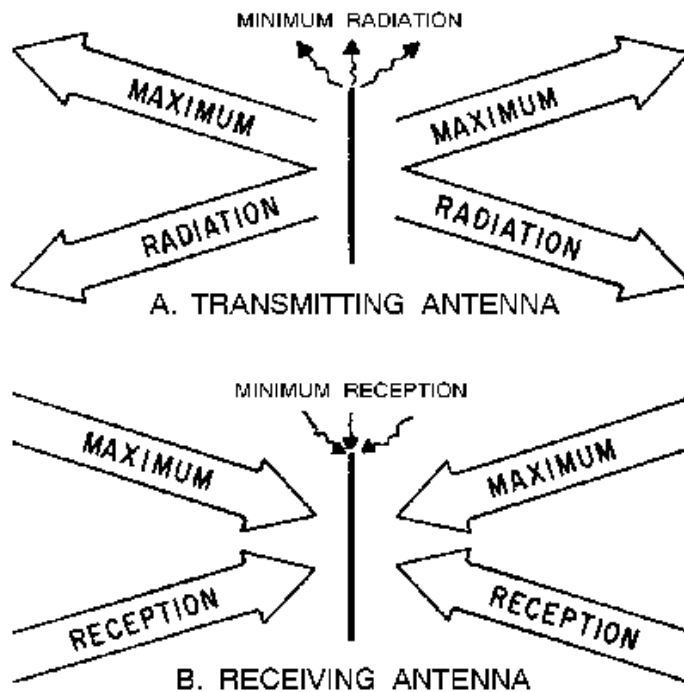 MINIMUM RADIATION
MAXIMUM
MAXIMUM
RADIATION
RADIATION
A. TRANSMITTING ANTENNA
MINIMUM RECEPTION
MAXIMUM
MAXIMUM
RECEPTION
RECEPTION
B. RECEIVING ANTENNA